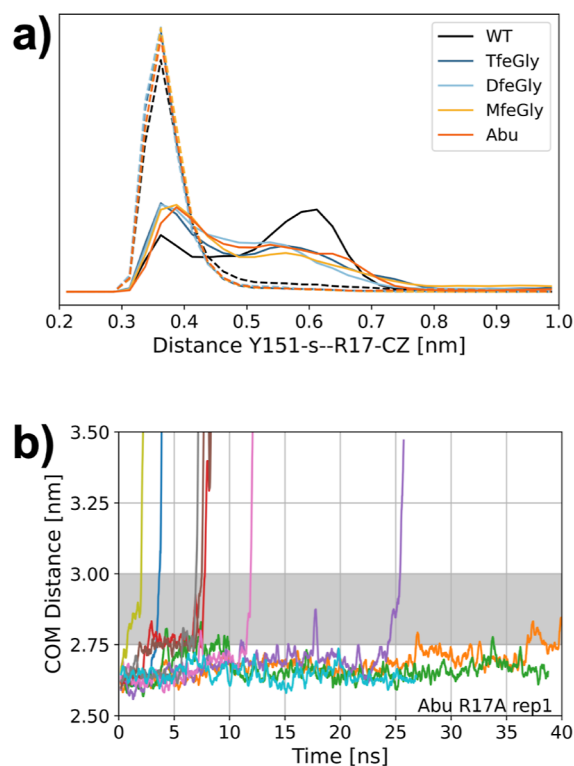 a)
WT
TfeGly
DfeGly
MfeGly
Abu
0.2 0.3 0.4 0.5 0.6 0.7 0.8 0.9 1.0
Distance Y151-s--R17-CZ [nm]
b)
3.50
3.25
3.00
2.75
2.50
COM Distance [nm]
Abu R17A rep1
0 5 10 15 20 25 30 35 40
Time [ns]